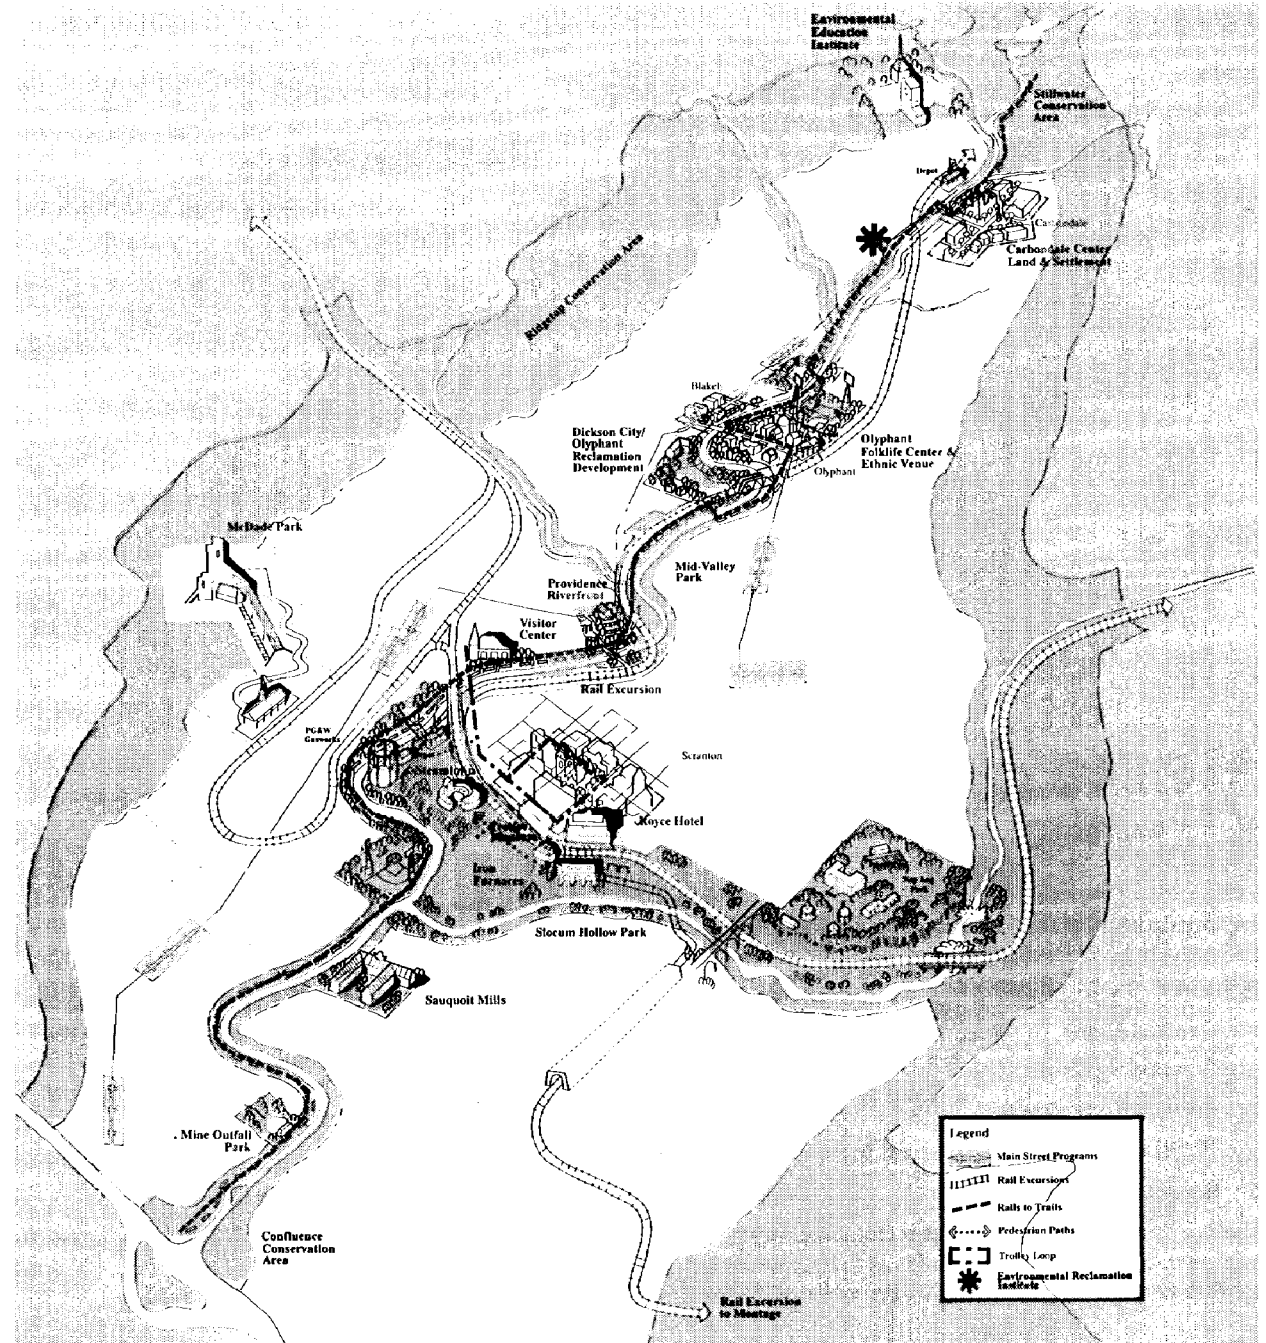 Environmental
Education
Institute
Stillwater
Conservation
Area
Depot
Carbondale
Carbondale Center
Land & Settlement
Ridgetop Conservation Area
Blakely
Dickson City/
Olyphant
Reclamation
Development
Olyphant
Folklife Center &
Ethnic Venue
Olyphant
McDade Park
Mid-Valley
Park
Providence
Riverfront
Visitor
Center
Rail Excursion
PG&W
Gasworks
Scranton
Royce Hotel
Iron
Furnaces
Slocum Hollow Park
Sauquoit Mills
Mine Outfall
Park
Confluence
Conservation
Area
Rail Excursion
to Montage
Legend
Main Street Programs
Rail Excursions
Rails to Trails
Pedestrian Paths
Trolley Loop
Environmental Reclamation
Institute